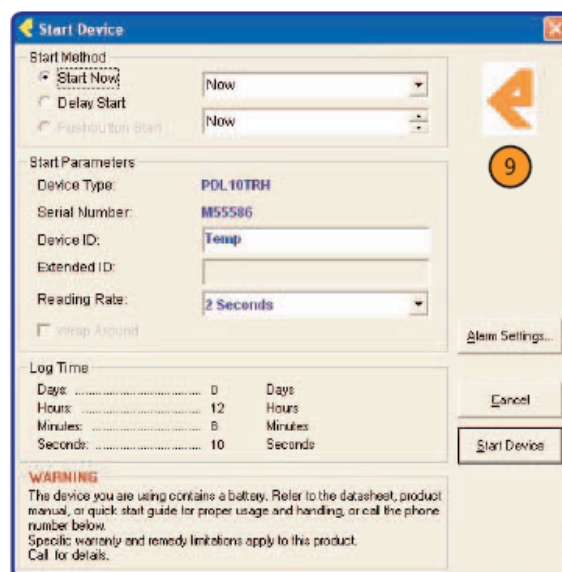 Start Device
Start Method
Start Now
Now
Delay Start
Now
Pushbutton Start
9
Start Parameters
Device Type: PDL10TRH
Serial Number: M55586
Device ID: Temp
Extended ID:
Reading Rate: 2 Seconds
Wrap Around
Alarm Settings...
Log Time
Days: ................................ 0 Days
Hours: ................................ 12 Hours
Minutes: ................................ 8 Minutes
Seconds: ................................ 10 Seconds
Cancel
Start Device
WARNING
The device you are using contains a battery. Refer to the datasheet, product
manual, or quick start guide for proper usage and handling, or call the phone
number below.
Specific warranty and remedy limitations apply to this product.
Call for details.